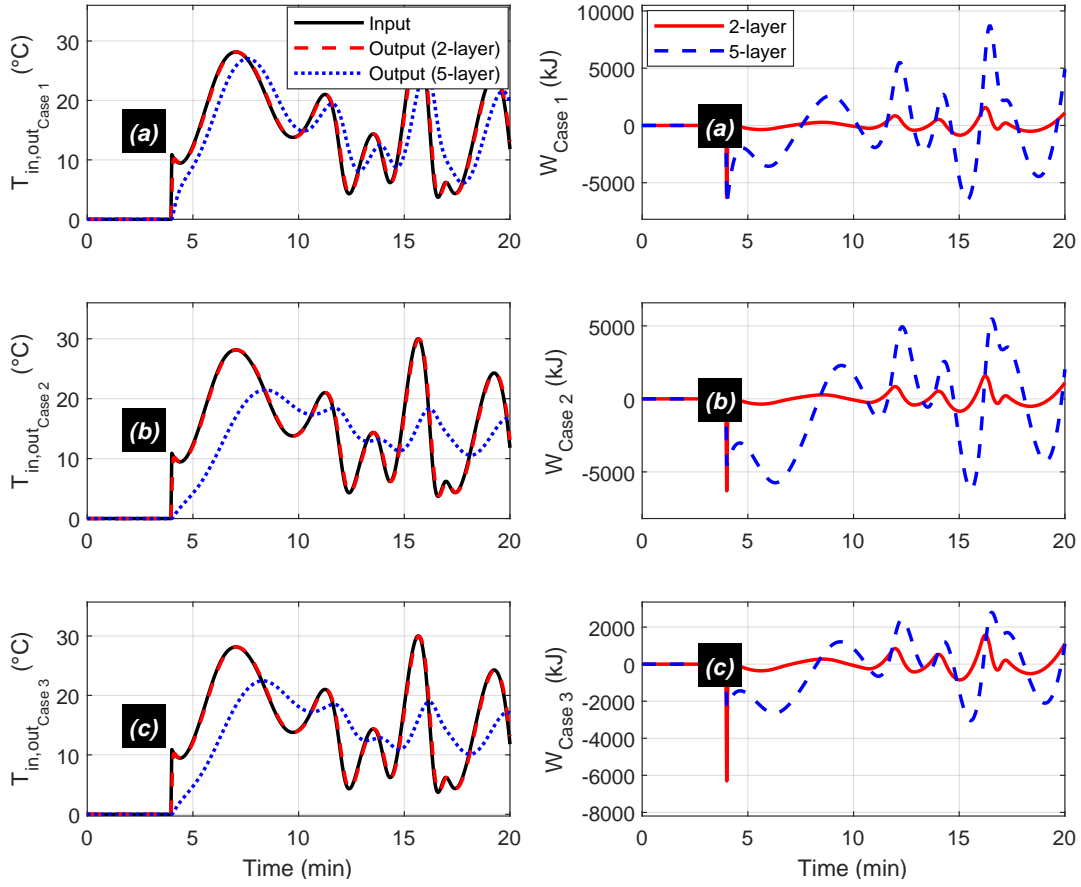 T_in,out_Case 1 (°C)
30
20
10
0
0 5 10 15 20
(a)
Input
Output (2-layer)
Output (5-layer)
W_Case 1 (kJ)
10000
5000
0
-5000
0 5 10 15 20
(a)
2-layer
5-layer
T_in,out_Case 2 (°C)
30
20
10
0
0 5 10 15 20
(b)
W_Case 2 (kJ)
5000
0
-5000
0 5 10 15 20
(b)
T_in,out_Case 3 (°C)
30
20
10
0
0 5 10 15 20
(c)
Time (min)
W_Case 3 (kJ)
2000
0
-2000
-4000
-6000
-8000
0 5 10 15 20
(c)
Time (min)